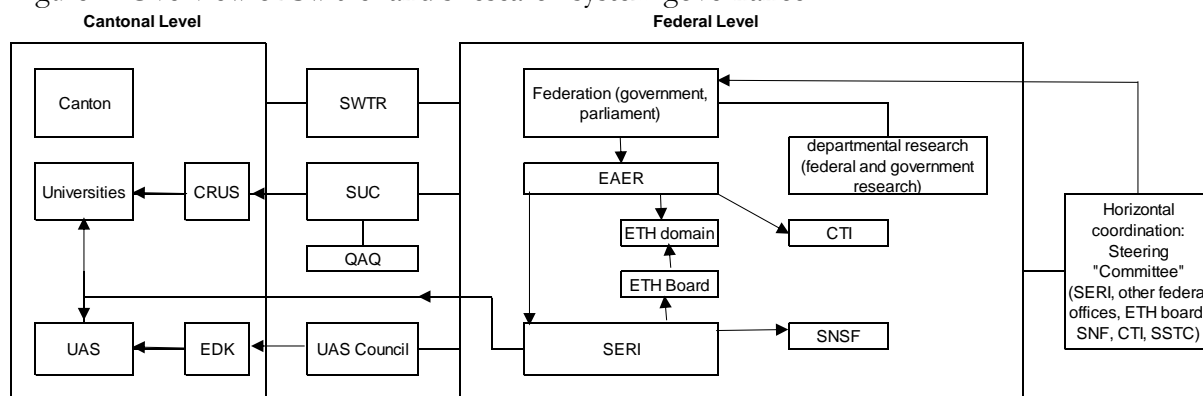 Cantonal Level
Federal Level
Canton
SWTR
Federation (government,
parliament)
departmental research
(federal and government
research)
Universities
CRUS
SUC
EAER
QAQ
ETH domain
CTI
ETH Board
Horizontal
coordination:
Steering
"Committee"
(SERI, other federa
offices, ETH board
SNF, CTI, SSTC)
UAS
EDK
UAS Council
SERI
SNSF